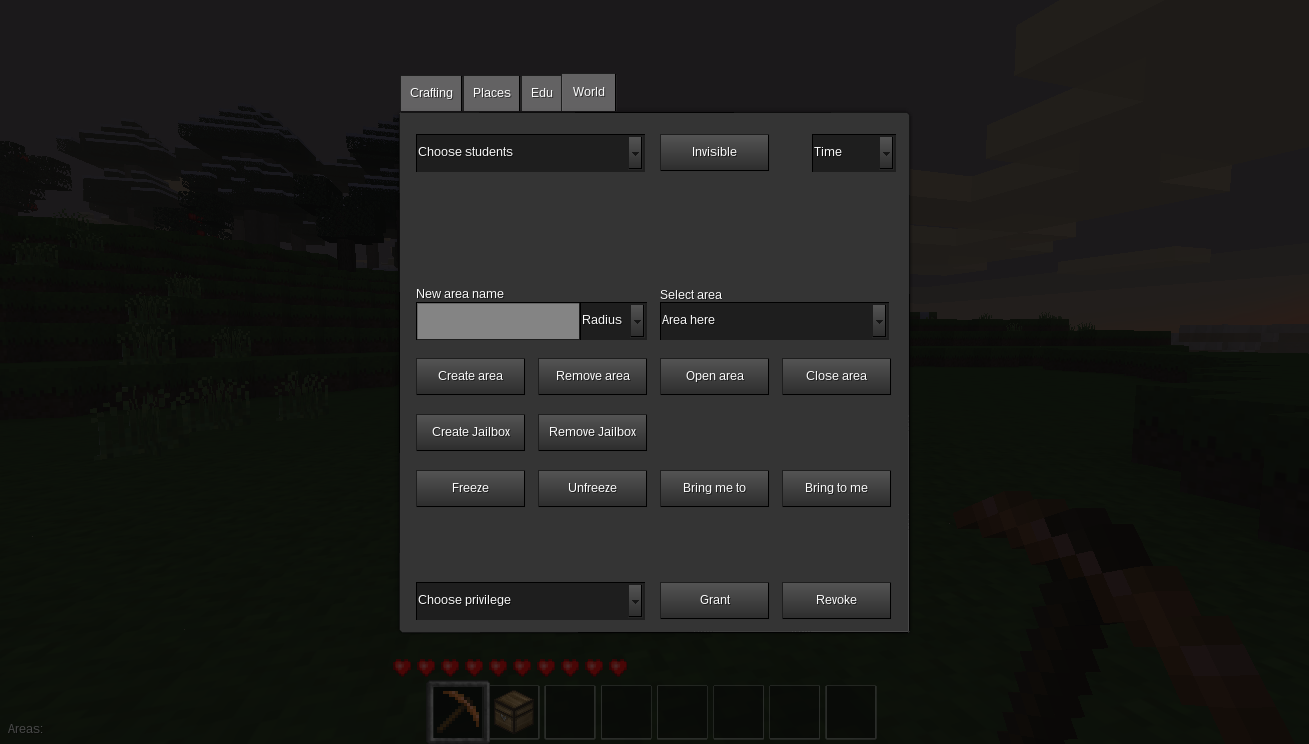 Crafting Places Edu World
Choose students Invisible Time
New area name Select area
Radius Area here
Create area Remove area Open area Close area
Create Jailbox Remove Jailbox
Freeze Unfreeze Bring me to Bring to me
Choose privilege Grant Revoke
Areas: